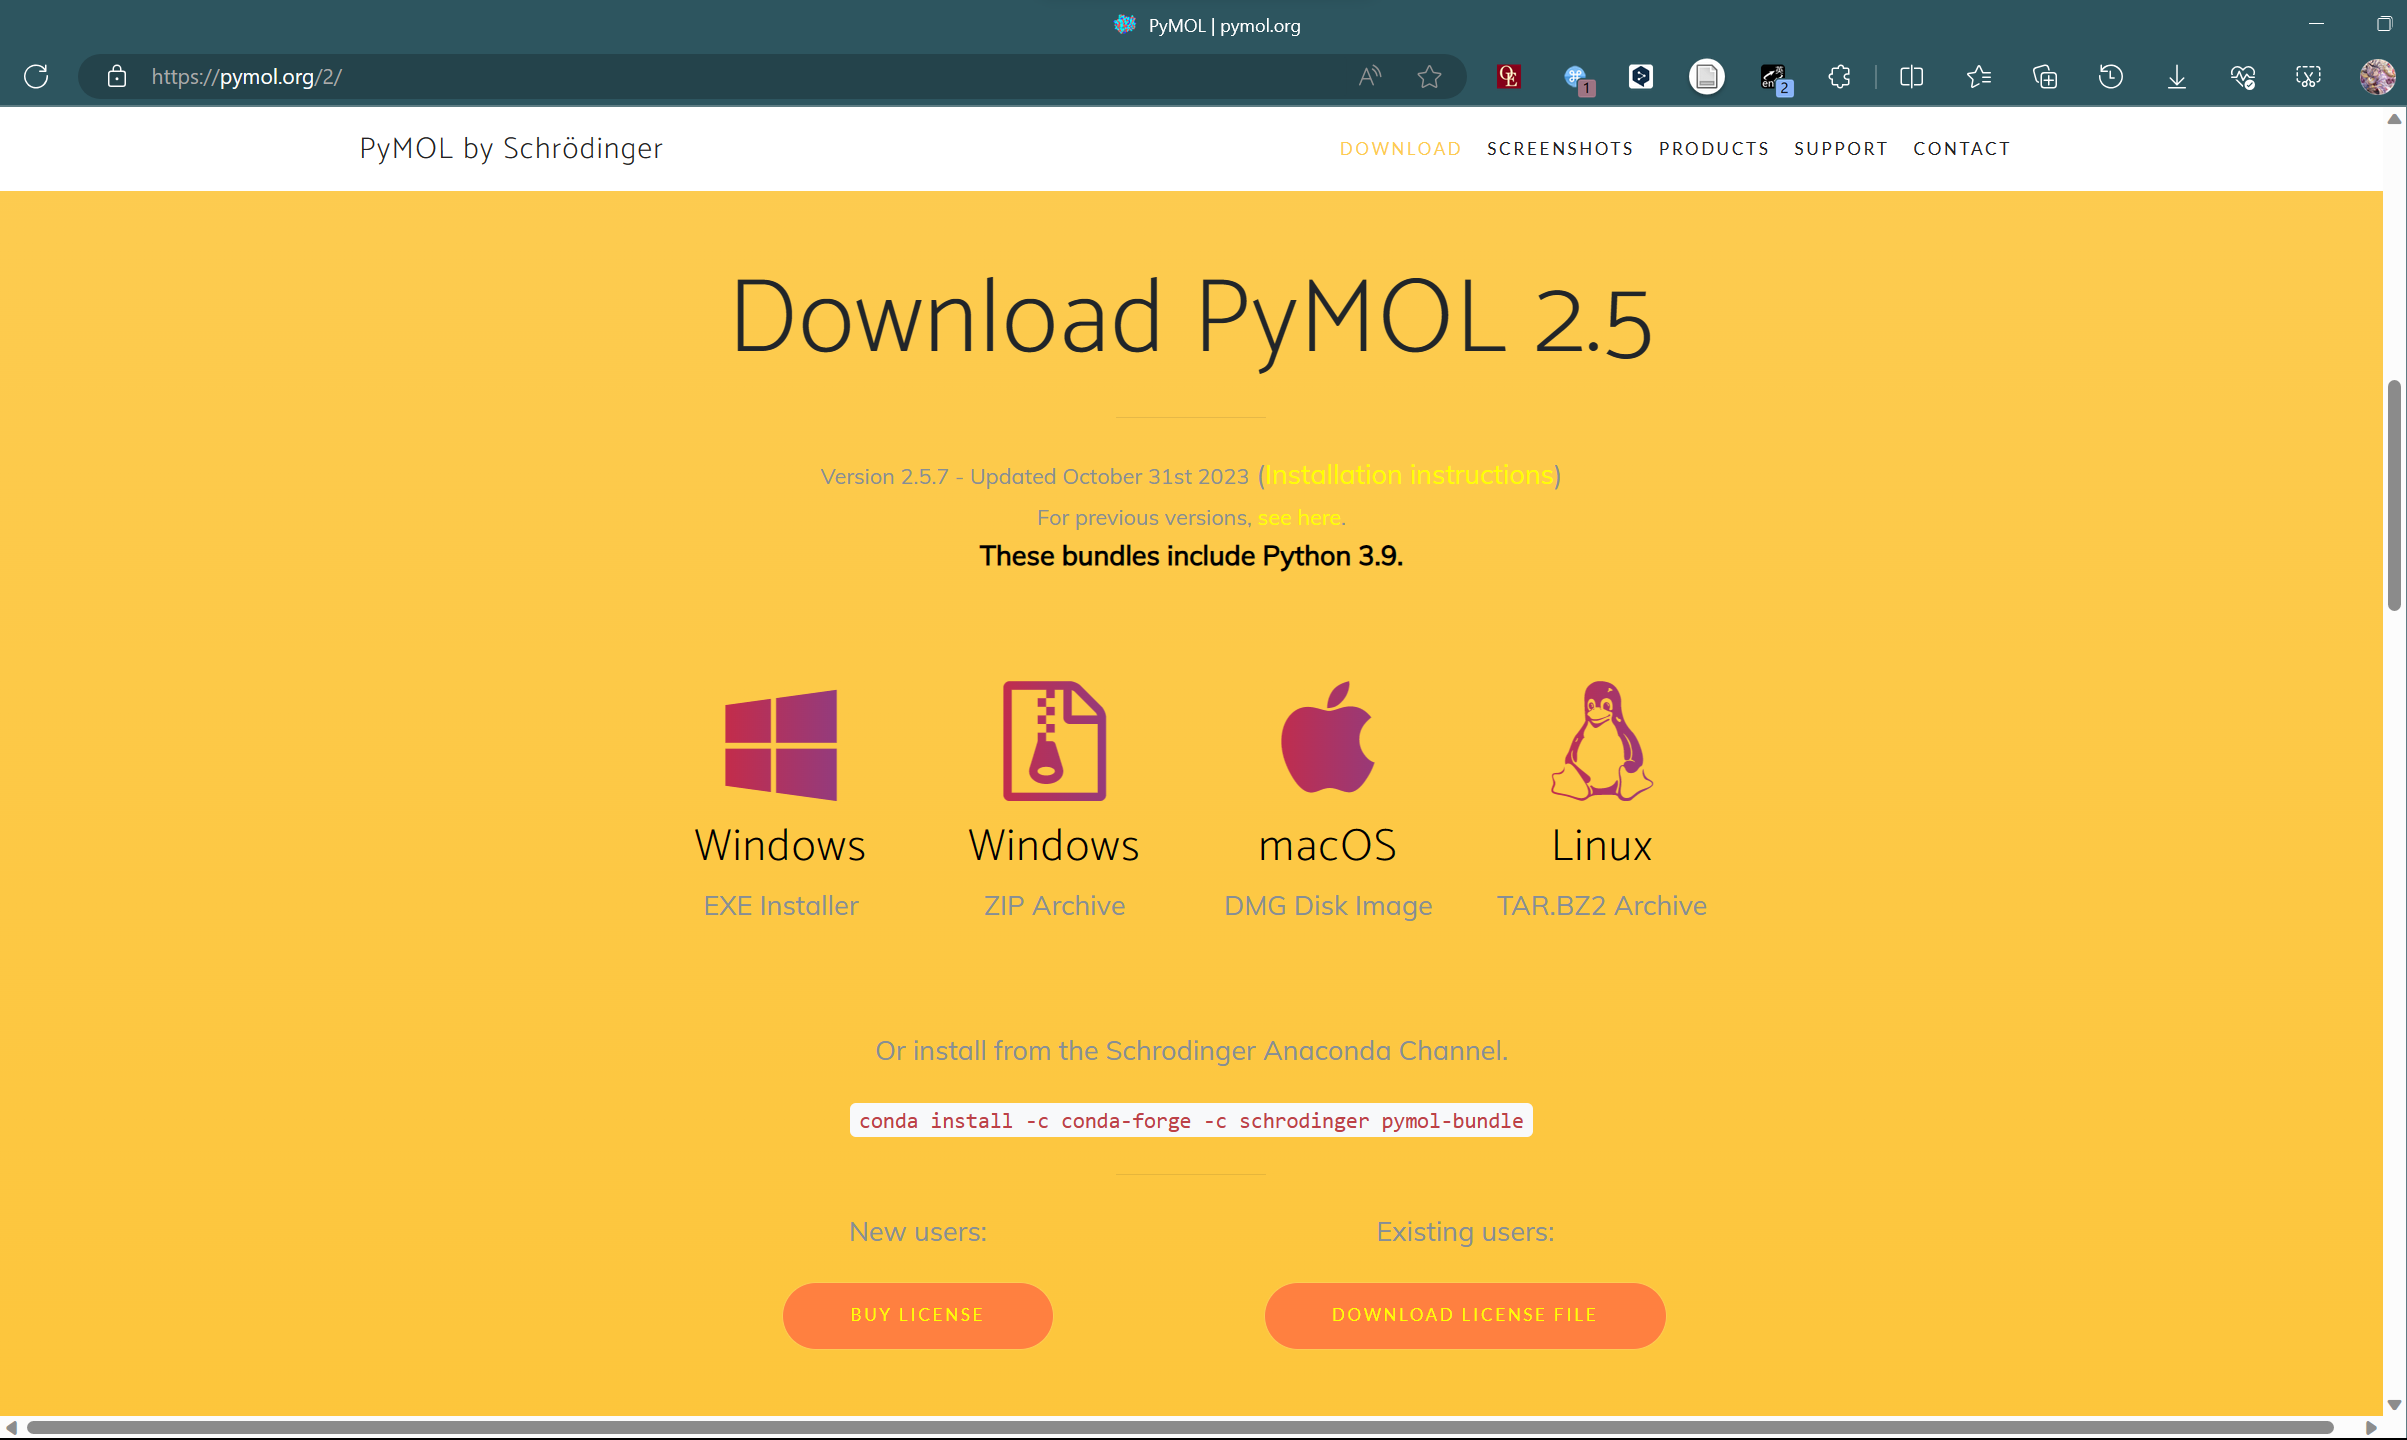 PyMOL | pymol.org
https://pymol.org/2/
1
en
2
PyMOL by Schrödinger
DOWNLOAD SCREENSHOTS PRODUCTS SUPPORT CONTACT
Download PyMOL 2.5
Version 2.5.7 - Updated October 31st 2023 (Installation instructions)
For previous versions, see here.
These bundles include Python 3.9.
Windows Windows macOS Linux
EXE Installer ZIP Archive DMG Disk Image TAR.BZ2 Archive
Or install from the Schrodinger Anaconda Channel.
conda install -c conda-forge -c schrodinger pymol-bundle
New users: Existing users:
BUY LICENSE DOWNLOAD LICENSE FILE